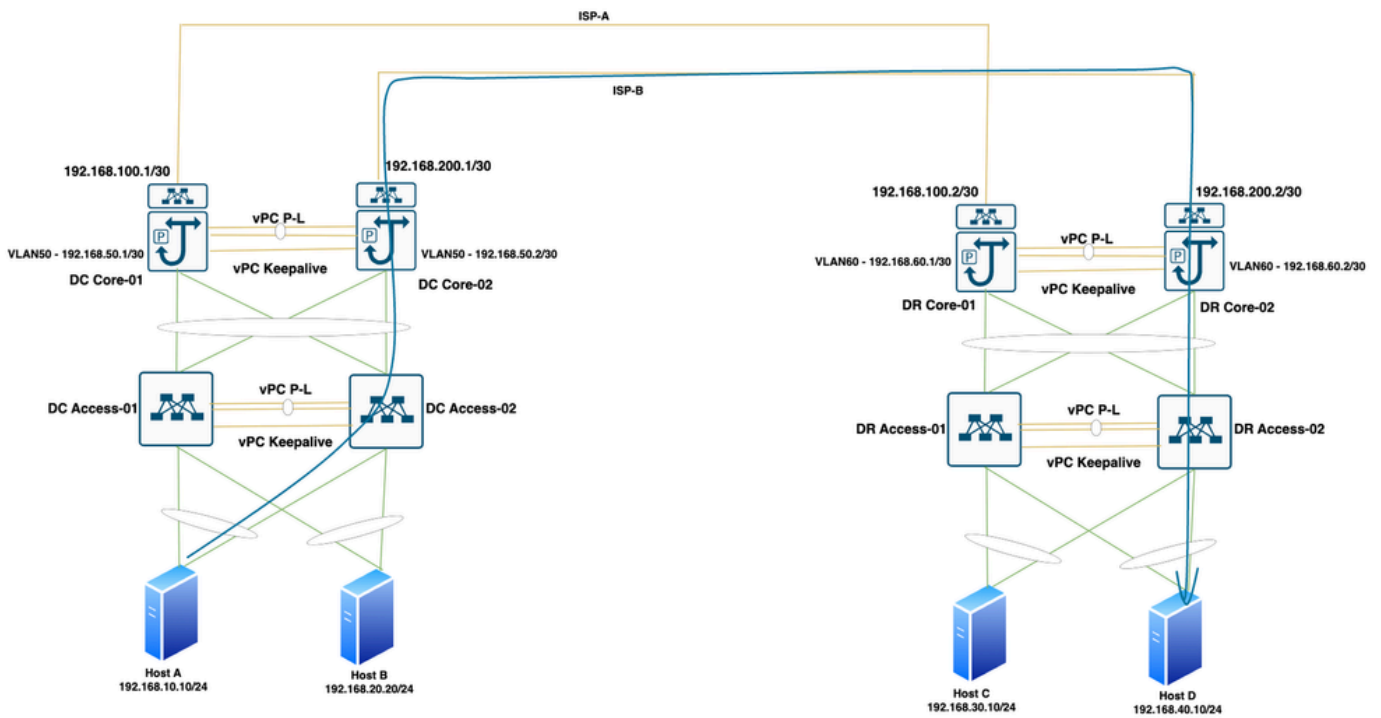 ISP-A
ISP-B
192.168.100.1/30
192.168.200.1/30
192.168.100.2/30
192.168.200.2/30
vPC P-L
P
P
VLAN50 - 192.168.50.1/30
VLAN50 - 192.168.50.2/30
vPC Keepalive
DC Core-01
DC Core-02
vPC P-L
P
P
VLAN60 - 192.168.60.1/30
VLAN60 - 192.168.60.2/30
vPC Keepalive
DR Core-01
DR Core-02
vPC P-L
DC Access-01
DC Access-02
vPC Keepalive
vPC P-L
DR Access-01
DR Access-02
vPC Keepalive
Host A
192.168.10.10/24
Host B
192.168.20.20/24
Host C
192.168.30.10/24
Host D
192.168.40.10/24